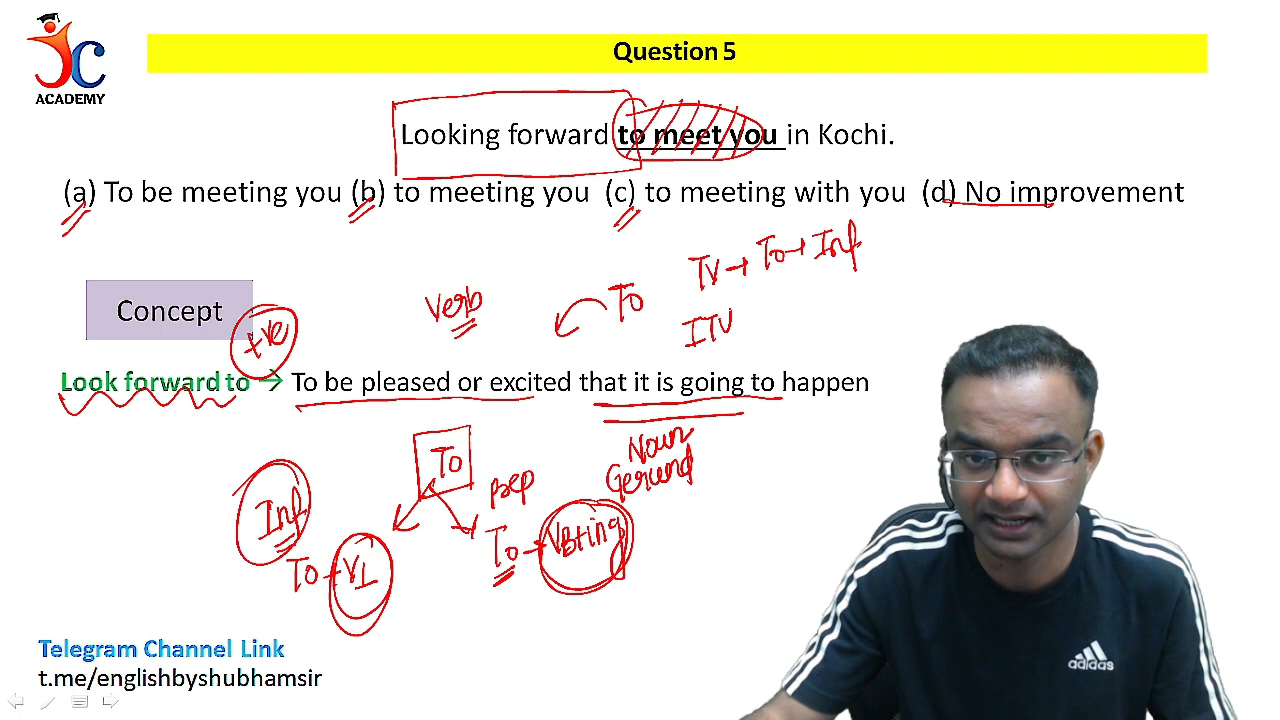 JC
ACADEMY
Question 5
Looking forward to meet you in Kochi.
(a) To be meeting you (b) to meeting you (c) to meeting with you (d) No improvement
TV → To + Inf
Verb
To
ITV
Concept
+ve
Look forward to → To be pleased or excited that it is going to happen
Noun
Gerund
To
Prep
Inf
To + V1
To + Vb+ing
Telegram Channel Link
t.me/englishbyshubhamsir
adidas